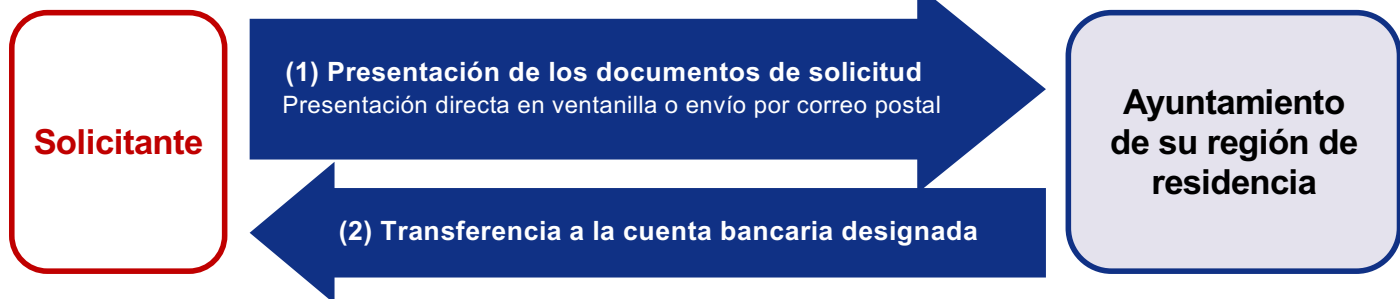 Solicitante
(1) Presentación de los documentos de solicitud
Presentación directa en ventanilla o envío por correo postal
(2) Transferencia a la cuenta bancaria designada
Ayuntamiento
de su región de
residencia